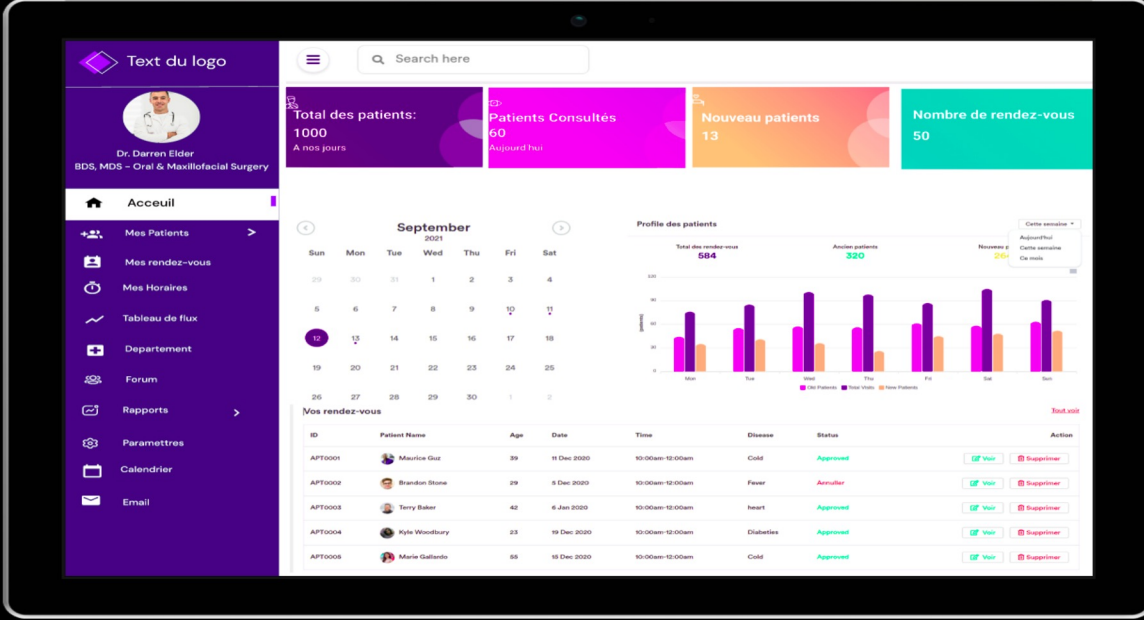 Text du logo
Search here
Dr. Darren Elder
BDS, MDS - Oral & Maxillofacial Surgery
Acceuil
Mes Patients
Mes rendez-vous
Mes Horaires
Tableau de flux
Departement
Forum
Rapports
Paramettres
Calendrier
Email
Total des patients:
1000
A nos jours
Patients Consultés
60
Aujourd hui
Nouveau patients
13
Nombre de rendez-vous
50
September
2021
Sun Mon Tue Wed Thu Fri Sat
29 30 31 1 2 3 4
5 6 7 8 9 10 11
12 13 14 15 16 17 18
19 20 21 22 23 24 25
26 27 28 29 30 1 2
Profile des patients
Cette semaine
Aujourd'hui
Cette semaine
Ce mois
Total des rendez-vous
584
Ancien patients
320
Nouveau
[patients]
Mon Tue Wed Thu Fri Sat Sun
Old Patients Total Visits New Patients
Vos rendez-vous
Tout voir
ID Patient Name Age Date Time Disease Status Action
APT0001 Maurice Guz 39 11 Dec 2020 10:00am-12:00am Cold Approved Voir Supprimer
APT0002 Brandon Stone 29 5 Dec 2020 10:00am-12:00am Fever Annuller Voir Supprimer
APT0003 Terry Baker 42 6 Jan 2020 10:00am-12:00am heart Approved Voir Supprimer
APT0004 Kyle Woodbury 23 19 Dec 2020 10:00am-12:00am Diabeties Approved Voir Supprimer
APT0005 Marie Gallardo 55 15 Dec 2020 10:00am-12:00am Cold Approved Voir Supprimer